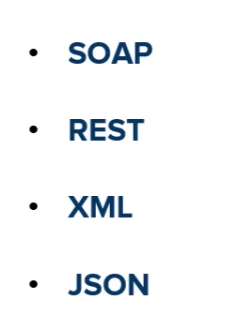 • SOAP
• REST
• XML
• JSON